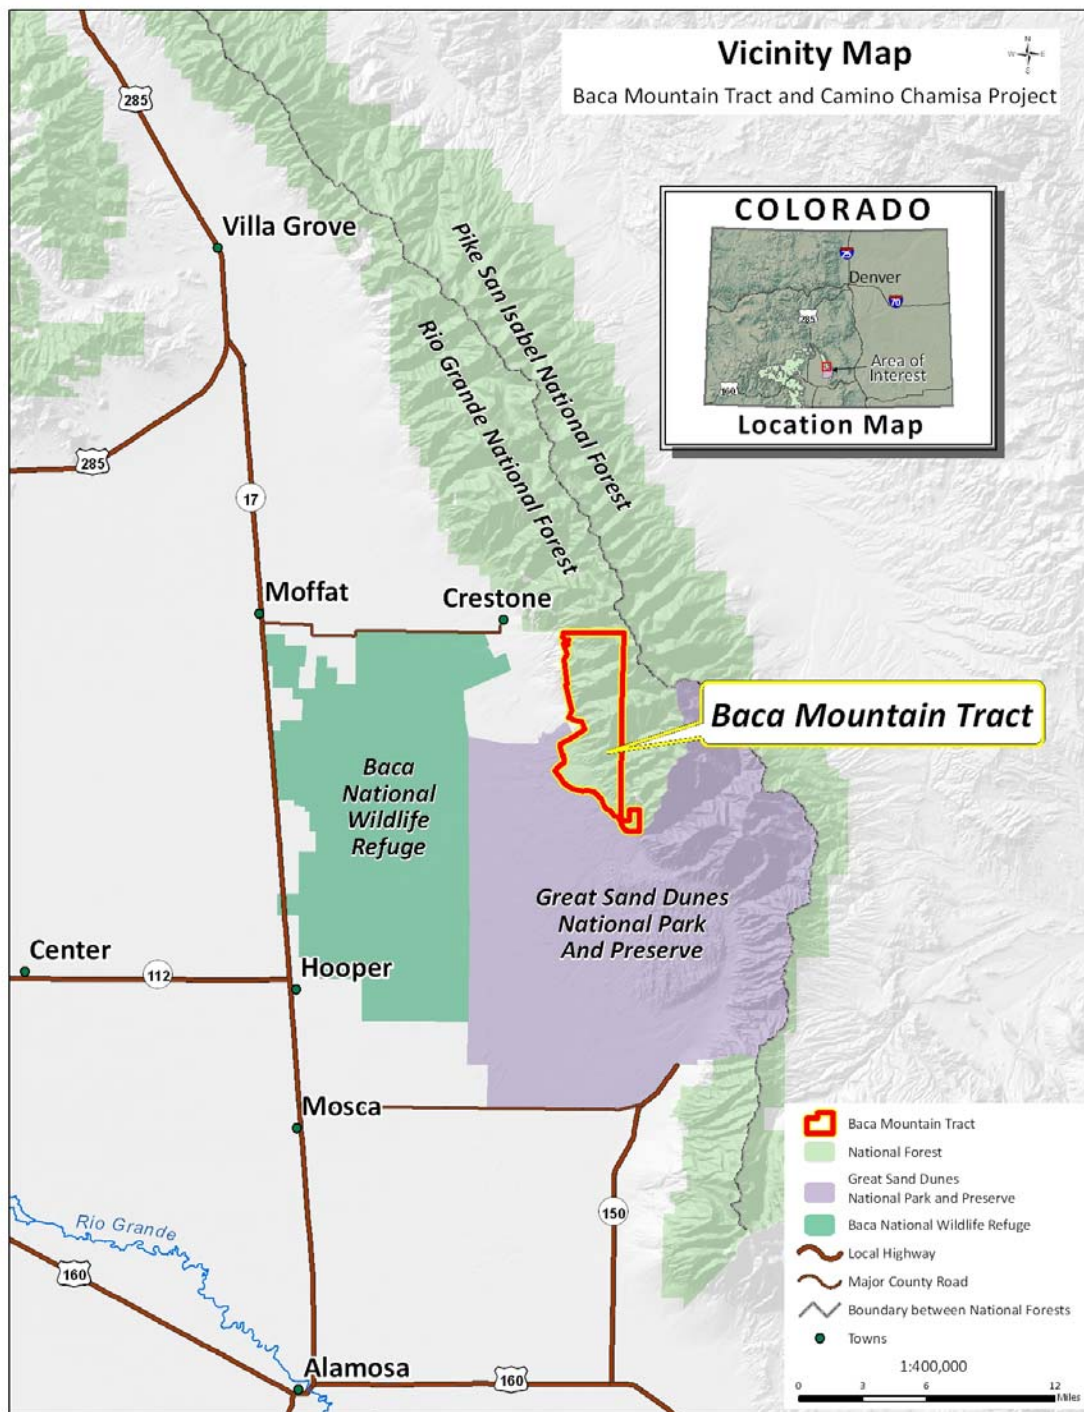 Vicinity Map
Baca Mountain Tract and Camino Chamisa Project
N
W E
S
285
Villa Grove
COLORADO
25
Denver
70
285
Area of
Interest
160
Location Map
Pike San Isabel National Forest
Rio Grande National Forest
285
17
Moffat
Crestone
Baca Mountain Tract
Baca
National
Wildlife
Refuge
Great Sand Dunes
National Park
And Preserve
Center
112
Hooper
Mosca
150
Rio Grande
160
Alamosa
160
Baca Mountain Tract
National Forest
Great Sand Dunes
National Park and Preserve
Baca National Wildlife Refuge
Local Highway
Major County Road
Boundary between National Forests
Towns
1:400,000
0 3 6 12
Miles